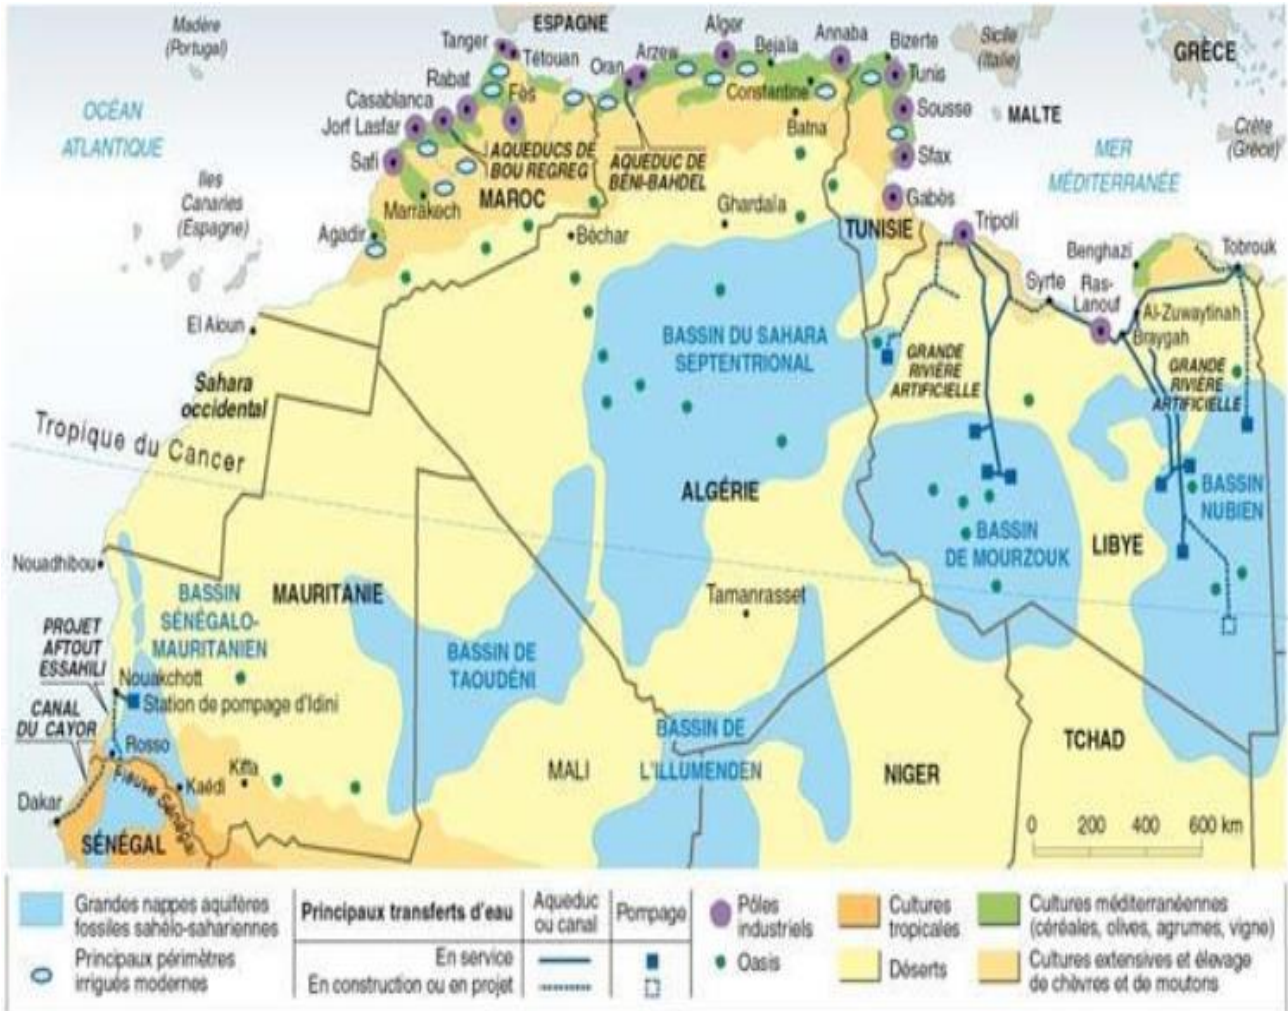 Madère
(Portugal)
ESPAGNE
Sicile
(Italie)
GRÈCE
Tanger
Tétouan
Oran
Arzew
Alger
Bejaïa
Annaba
Bizerte
Tunis
Rabat
Fès
Constantine
Casablanca
Jorf Lasfar
Sousse
MALTE
Crète
(Grèce)
OCÉAN
ATLANTIQUE
Batna
Safi
AQUEDUCS DE
BOU REGREG
AQUEDUC DE
BÉNI-BAHDEL
Sfax
MER
MÉDITERRANÉE
Iles
Canaries
(Espagne)
Marrakech
MAROC
Ghardaïa
Gabès
TUNISIE
Tripoli
Agadir
Bèchar
Benghazi
Tobrouk
Syrte
Ras-
Lanouf
Al-Zuwaytinah
Braygah
El Aioun
BASSIN DU SAHARA
SEPTENTRIONAL
GRANDE
RIVIÈRE
ARTIFICIELLE
GRANDE
RIVIÈRE
ARTIFICIELLE
Sahara
occidental
Tropique du Cancer
ALGÉRIE
BASSIN
NUBIEN
BASSIN
DE MOURZOUK
LIBYE
Nouadhibou
BASSIN
SÉNÉGALO-
MAURITANIEN
MAURITANIE
Tamanrasset
PROJET
AFTOUT
ESSAHILI
BASSIN DE
TAOUDÉNI
Nouakchott
Station de pompage d'Idini
CANAL
DU CAYOR
Rosso
BASSIN DE
L'ILLUMENDEN
TCHAD
MALI
NIGER
Kiffa
Kaédi
Fleuve Sénégal
Dakar
SÉNÉGAL
0 200 400 600 km
Grandes nappes aquifères
fossiles sahélo-sahariennes
Principaux périmètres
irrigués modernes
Principaux transferts d'eau
Aqueduc
ou canal
Pompage
En service
En construction ou en projet
Pôles
industriels
Oasis
Cultures
tropicales
Déserts
Cultures méditerranéennes
(céréales, olives, agrumes, vigne)
Cultures extensives et élevage
de chèvres et de moutons